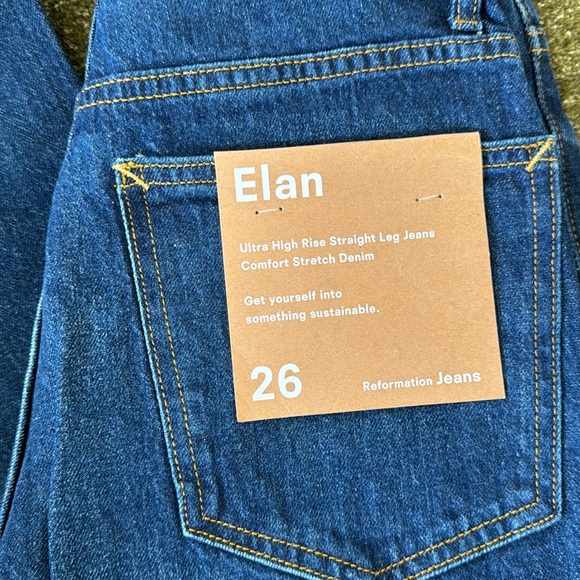 Elan
Ultra High Rise Straight Leg Jeans
Comfort Stretch Denim
Get yourself into
something sustainable.
26
Reformation Jeans